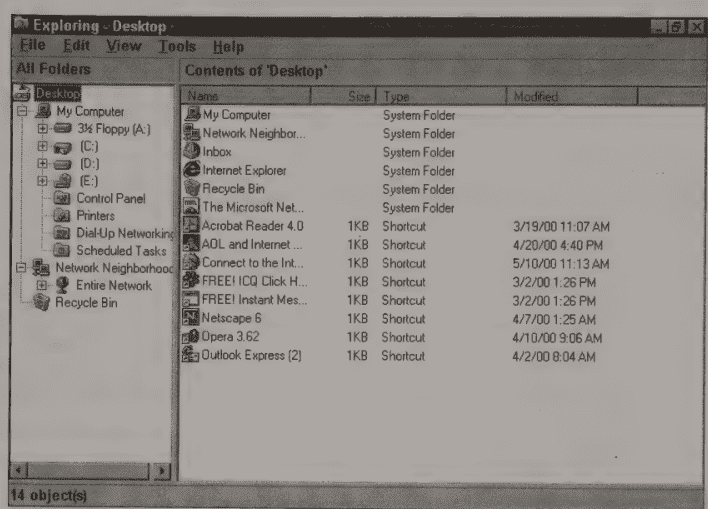 Exploring - Desktop
File Edit View Tools Help
All Folders
Contents of 'Desktop'
Desktop
My Computer
3½ Floppy (A:)
(C:)
(D:)
(E:)
Control Panel
Printers
Dial-Up Networking
Scheduled Tasks
Network Neighborhood
Entire Network
Recycle Bin
Name Size Type Modified
My Computer System Folder
Network Neighbor... System Folder
Inbox System Folder
Internet Explorer System Folder
Recycle Bin System Folder
The Microsoft Net... System Folder
Acrobat Reader 4.0 1KB Shortcut 3/19/00 11:07 AM
AOL and Internet ... 1KB Shortcut 4/20/00 4:40 PM
Connect to the Int... 1KB Shortcut 5/10/00 11:13 AM
FREE! ICQ Click H... 1KB Shortcut 3/2/00 1:26 PM
FREE! Instant Mes... 1KB Shortcut 3/2/00 1:26 PM
Netscape 6 1KB Shortcut 4/7/00 1:25 AM
Opera 3.62 1KB Shortcut 4/10/00 9:06 AM
Outlook Express (2) 1KB Shortcut 4/2/00 8:04 AM
14 object(s)